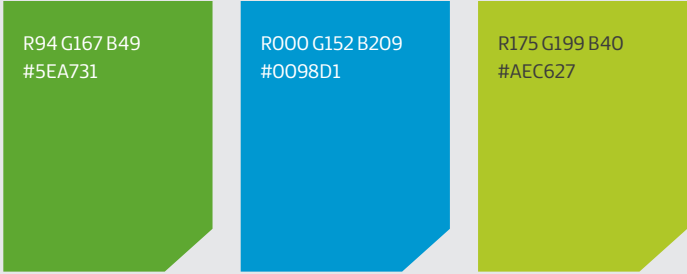 R94 G167 B49
#5EA731
R000 G152 B209
#0098D1
R175 G199 B40
#AEC627